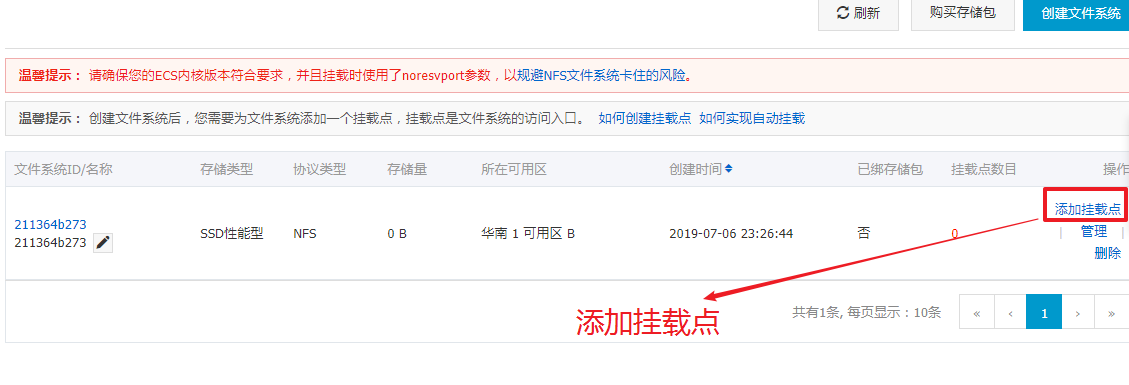 刷新 购买存储包 创建文件系统
温馨提示： 请确保您的ECS内核版本符合要求，并且挂载时使用了noresvport参数，以规避NFS文件系统卡住的风险。
温馨提示： 创建文件系统后，您需要为文件系统添加一个挂载点，挂载点是文件系统的访问入口。 如何创建挂载点 如何实现自动挂载
文件系统ID/名称 存储类型 协议类型 存储量 所在可用区 创建时间 已绑存储包 挂载点数目 操作
添加挂载点
211364b273
211364b273 SSD性能型 NFS 0 B 华南 1 可用区 B 2019-07-06 23:26:44 否 0 | 管理 |
删除
添加挂载点
共有1条, 每页显示：10条 « ‹ 1 › »